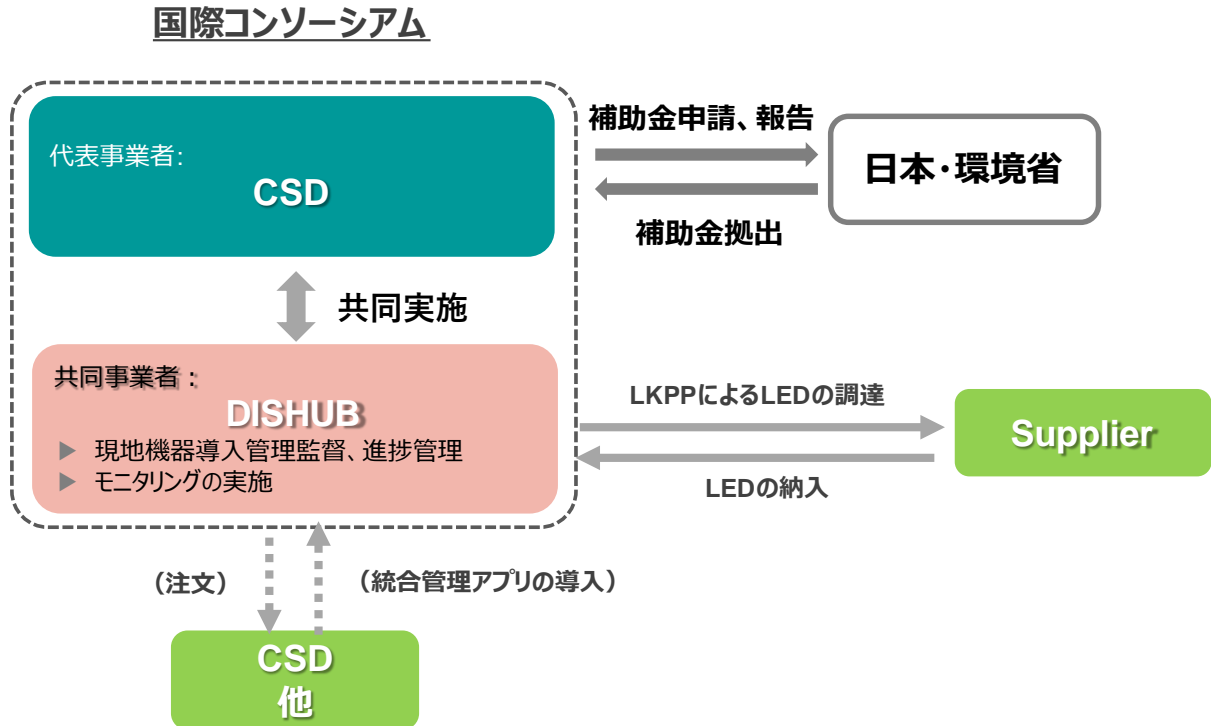 国際コンソーシアム
代表事業者:
CSD
補助金申請、報告
日本・環境省
補助金拠出
共同実施
共同事業者：
DISHUB
▶ 現地機器導入管理監督、進捗管理
▶ モニタリングの実施
LKPPによるLEDの調達
Supplier
LEDの納入
（注文）
（統合管理アプリの導入）
CSD
他